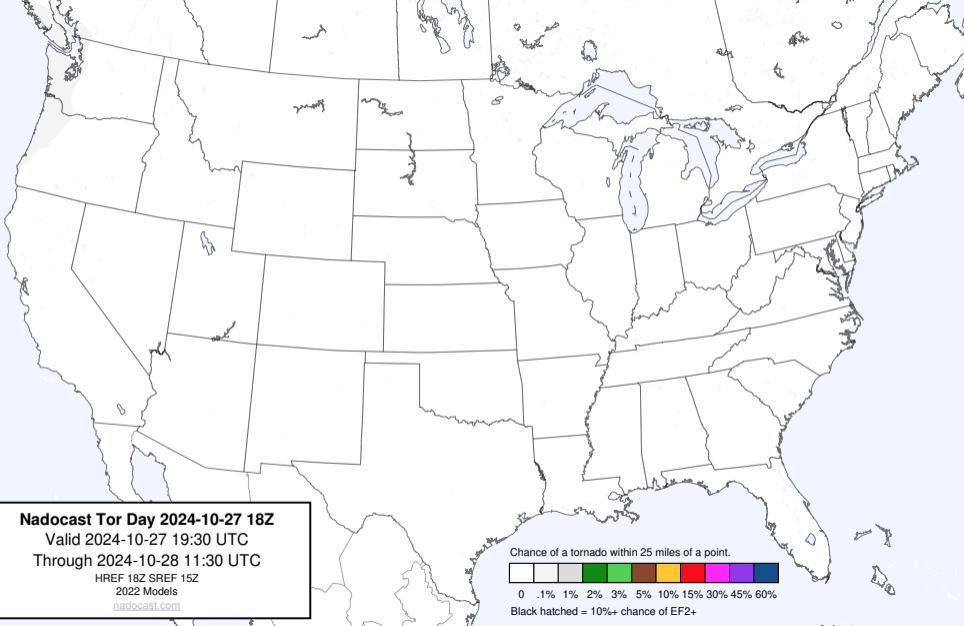 Nadocast Tor Day 2024-10-27 18Z
Valid 2024-10-27 19:30 UTC
Through 2024-10-28 11:30 UTC
HREF 18Z SREF 15Z
2022 Models
nadocast.com
Chance of a tornado within 25 miles of a point.
0 .1% 1% 2% 3% 5% 10% 15% 30% 45% 60%
Black hatched = 10%+ chance of EF2+